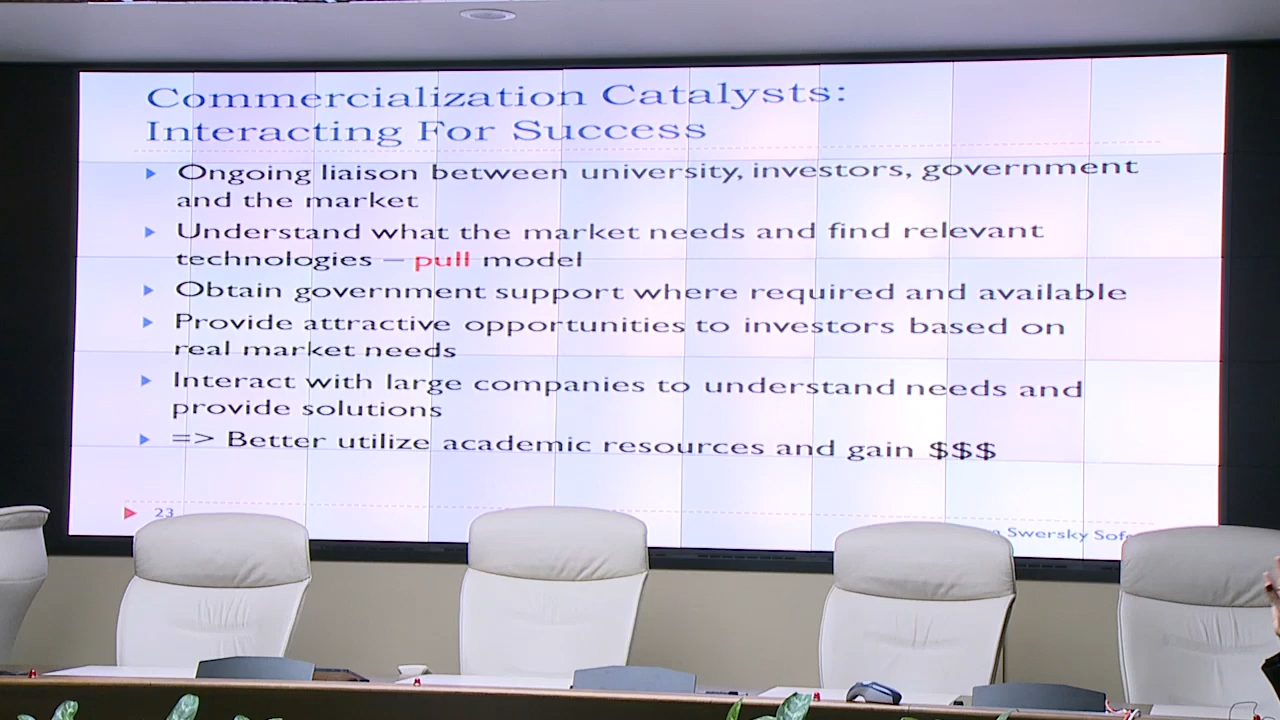 Commercialization Catalysts:
Interacting For Success
Ongoing liaison between university, investors, government
and the market
Understand what the market needs and find relevant
technologies – pull model
Obtain government support where required and available
Provide attractive opportunities to investors based on
real market needs
Interact with large companies to understand needs and
provide solutions
=> Better utilize academic resources and gain $$$
23
Swersky